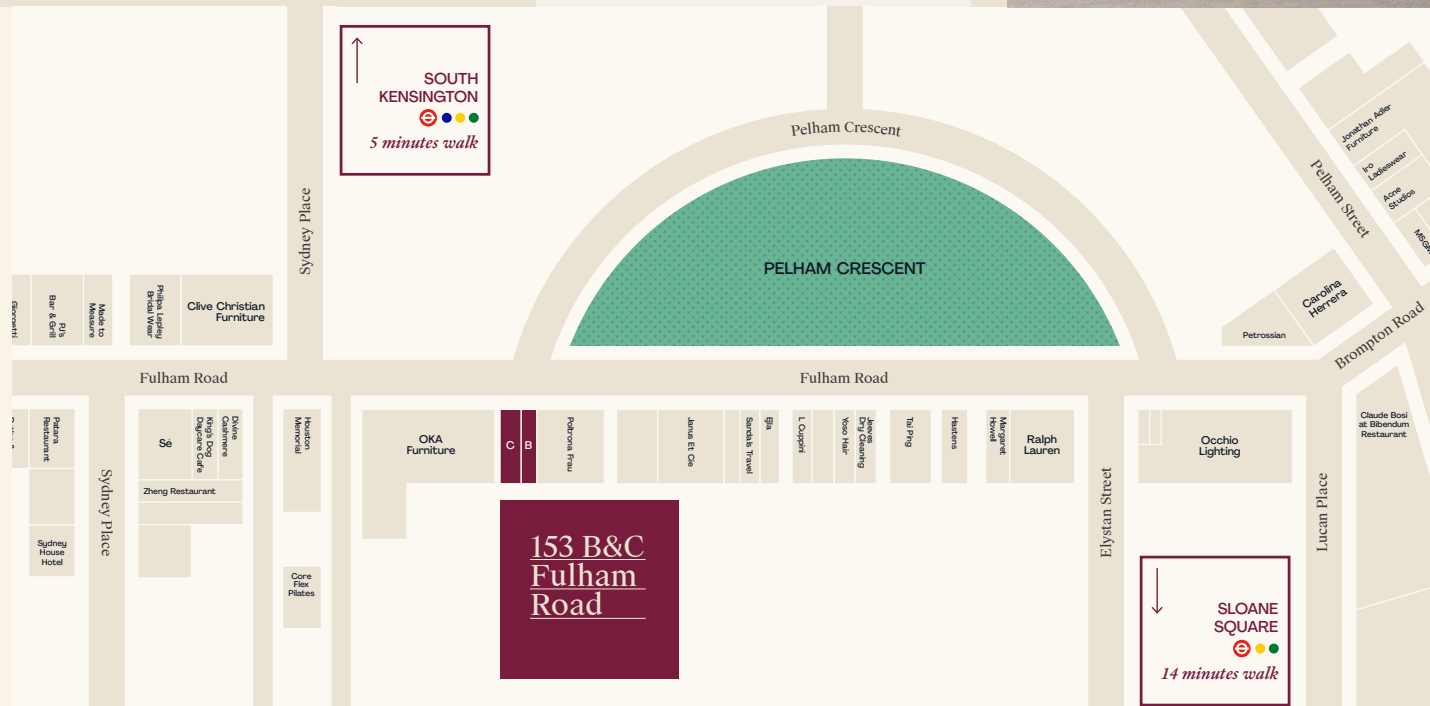 SOUTH
KENSINGTON
5 minutes walk
Pelham Crescent
PELHAM CRESCENT
Sydney Place
Pelham Street
Jonathan Adler
Furniture
Iro
Ladieswear
Acne
Studios
Carolina
Herrera
Petrossian
Brompton Road
PJ's
Bar & Grill
Made to
Measure
Philipa Lepley
Bridal Wear
Clive Christian
Furniture
Fulham Road
Fulham Road
Patara
Restaurant
Sydney
House
Hotel
Sydney Place
Sé
King's Dog
Daycare Cafe
Divine
Cashmere
Zheng Restaurant
Houston
Memorial
Core
Flex
Pilates
OKA
Furniture
C
B
Poltrona Frau
Janus Et Cie
Sandals Travel
Ejla
L Cuppini
Yoso Hair
Jeeves
Dry Cleaning
Tai Ping
Hastens
Margaret
Howell
Ralph
Lauren
Elystan Street
Occhio
Lighting
Lucan Place
Claude Bosi
at Bibendum
Restaurant
153 B&C
Fulham
Road
SLOANE
SQUARE
14 minutes walk